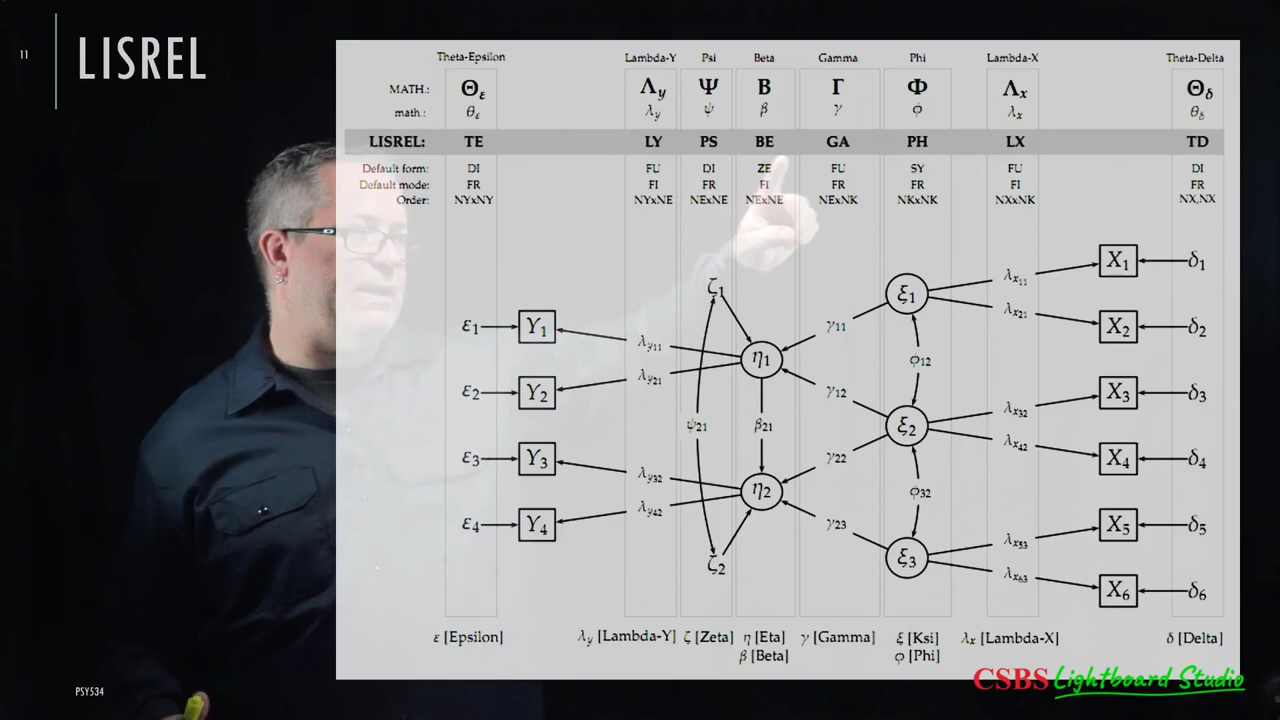 11
LISREL
Theta-Epsilon Lambda-Y Psi Beta Gamma Phi Lambda-X Theta-Delta
MATH.: Θε Λy Ψ B Γ Φ Λx Θδ
math.: θε λy ψ β γ ϕ λx θδ
LISREL: TE LY PS BE GA PH LX TD
Default form: DI FU DI ZE FU SY FU DI
Default mode: FR FI FR FI FR FR FI FR
Order: NYxNY NYxNE NExNE NExNE NExNK NKxNK NXxNK NX,NX
X1 δ1
λx11
ζ1 ξ1
λx21
ε1 Y1 γ11 X2 δ2
λy11
η1 ϕ12
λy21
ε2 Y2 γ12 X3 δ3
λx32
ψ21 β21 ξ2
λx42
ε3 Y3 γ22 X4 δ4
λy32
η2 ϕ32
λy42
ε4 Y4 γ23 X5 δ5
λx53
ζ2 ξ3
λx63
X6 δ6
ε [Epsilon] λy [Lambda-Y] ζ [Zeta] η [Eta] γ [Gamma] ξ [Ksi] λx [Lambda-X] δ [Delta]
β [Beta] ϕ [Phi]
CSBS Lightboard Studio
PSY534